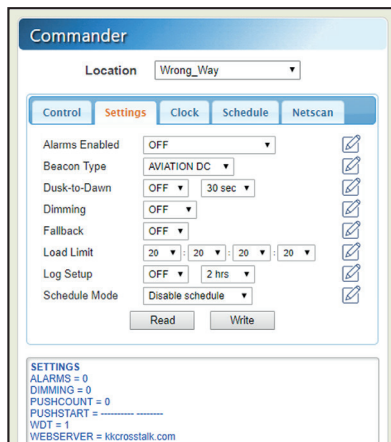 Commander
Location Wrong_Way
Control Settings Clock Schedule Netscan
Alarms Enabled OFF
Beacon Type AVIATION DC
Dusk-to-Dawn OFF 30 sec
Dimming OFF
Fallback OFF
Load Limit 20 : 20 : 20 : 20
Log Setup OFF 2 hrs
Schedule Mode Disable schedule
Read Write
SETTINGS
ALARMS = 0
DIMMING = 0
PUSHCOUNT = 0
PUSHSTART = ---------- --------
WDT = 1
WEBSERVER = kkcrosstalk.com